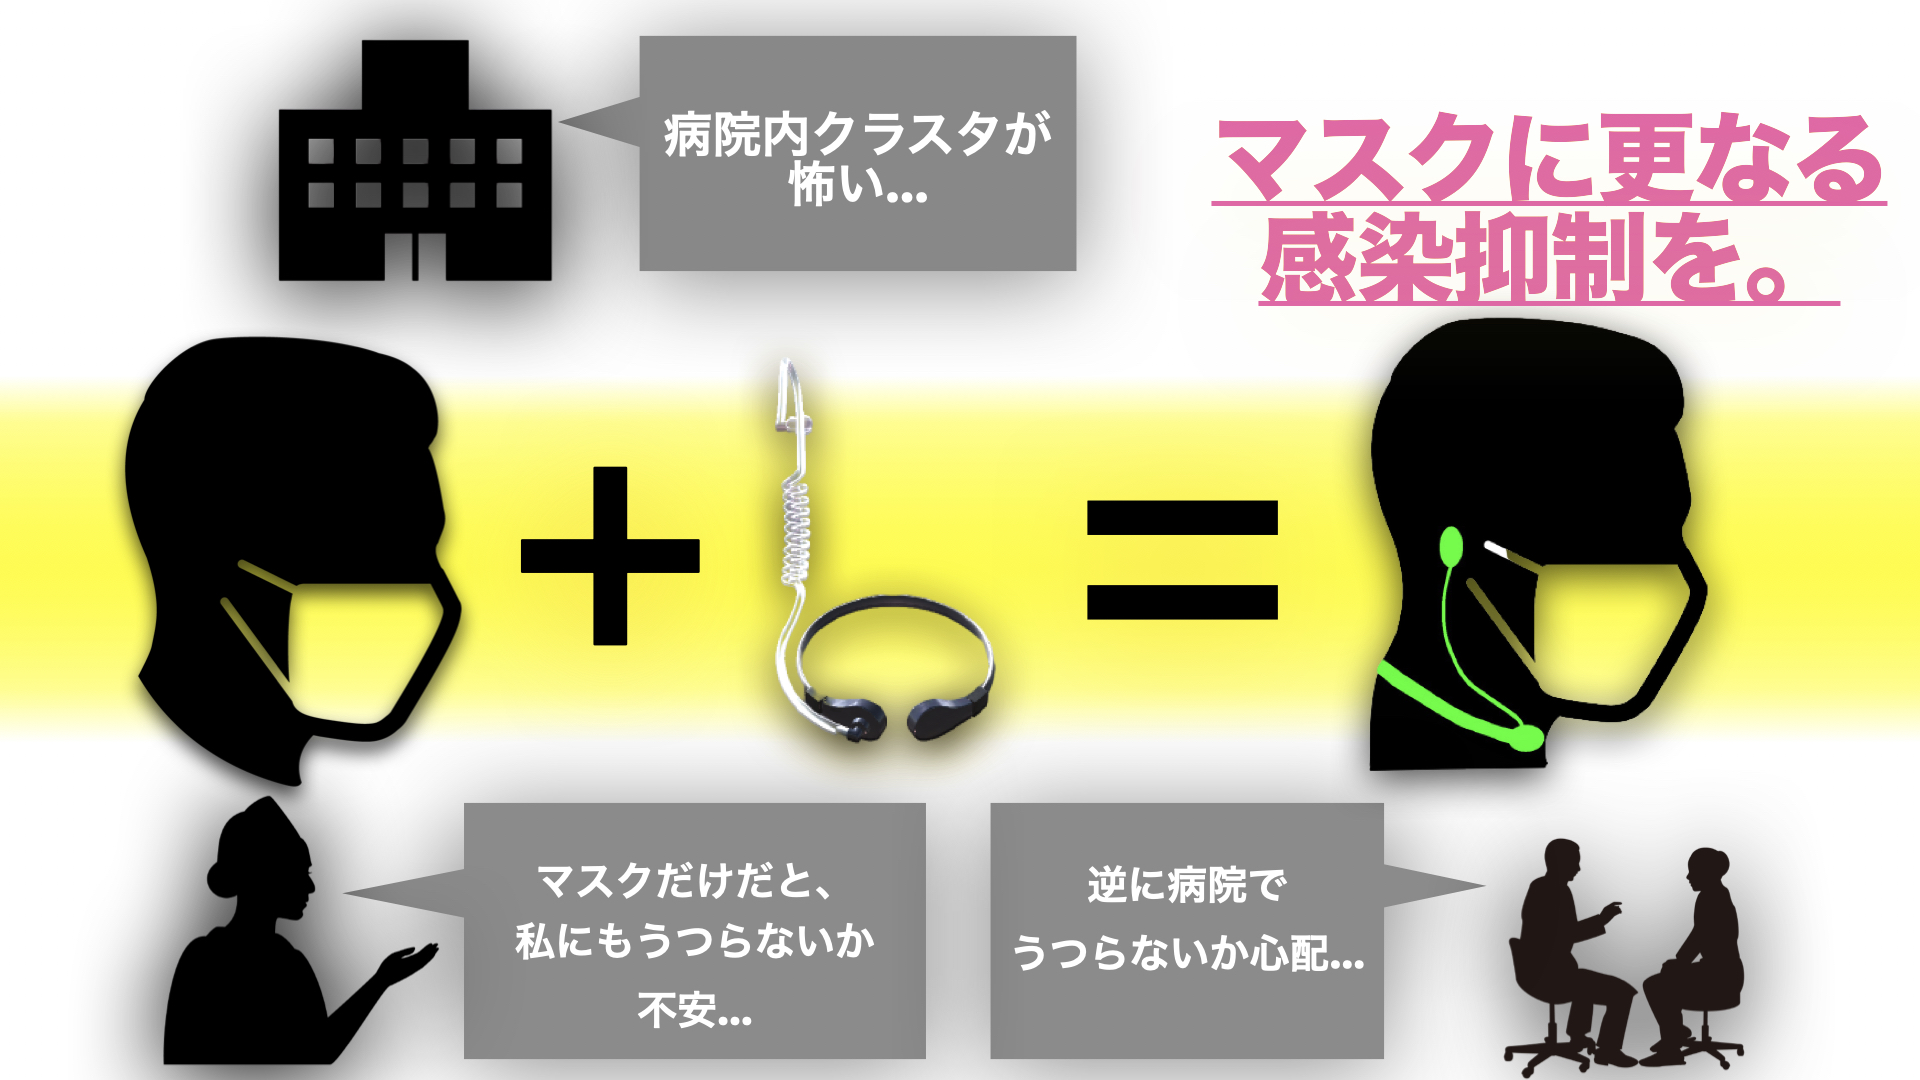 病院内クラスタが
怖い...
マスクに更なる
感染抑制を。
マスクだけだと、
私にもうつらないか
不安...
逆に病院で
うつらないか心配...